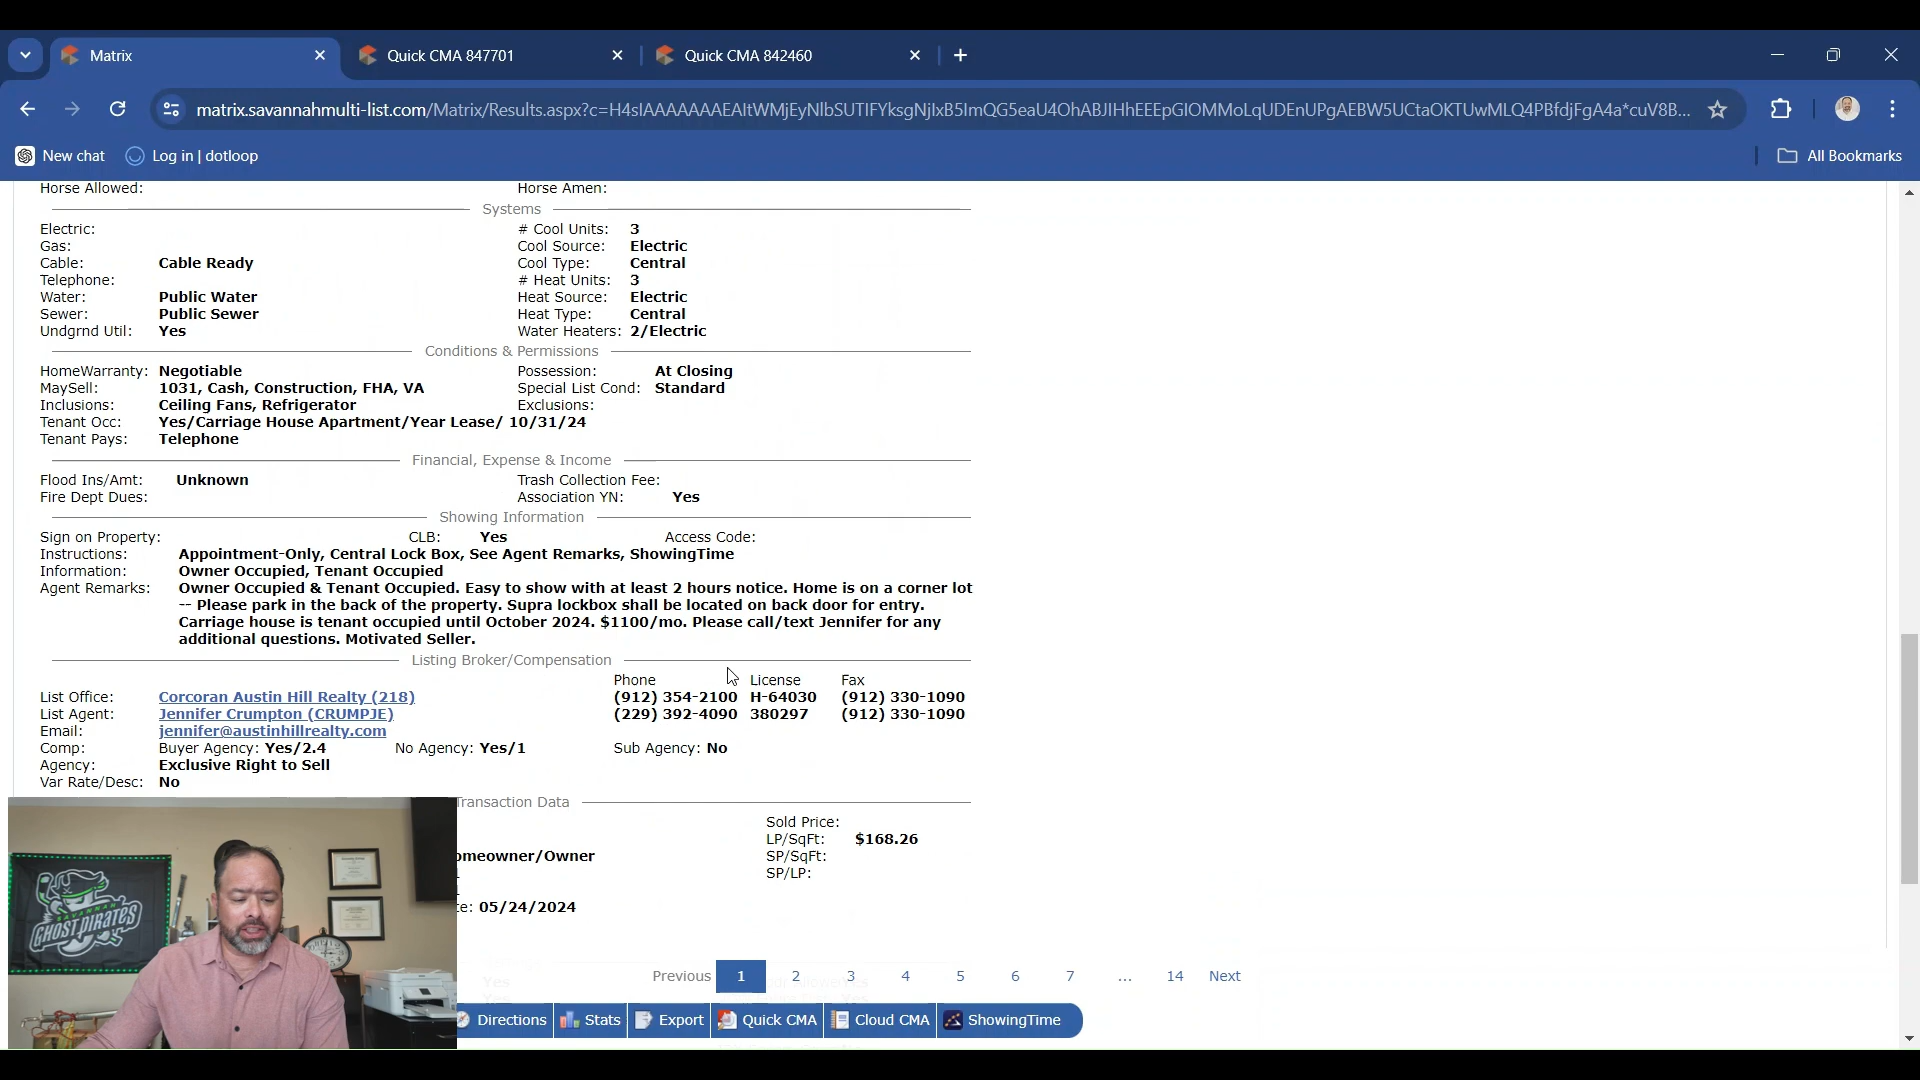 Matrix
Quick CMA 847701
Quick CMA 842460
matrix.savannahmulti-list.com/Matrix/Results.aspx?c=H4sIAAAAAAAEAItWMjEyNlbSUTIFYksgNjIxB5ImQG5eaU4OhABJIHhEEEpGIOMMoLqUDEnUPgAEBW5UCtaOKTUwMLQ4PBfdjFgA4a*cuV8B...
New chat
Log in | dotloop
All Bookmarks
Horse Allowed: Horse Amen:
Systems
Electric: # Cool Units: 3
Gas: Cool Source: Electric
Cable: Cable Ready Cool Type: Central
Telephone: # Heat Units: 3
Water: Public Water Heat Source: Electric
Sewer: Public Sewer Heat Type: Central
Undgrnd Util: Yes Water Heaters: 2/Electric
Conditions & Permissions
HomeWarranty: Negotiable Possession: At Closing
MaySell: 1031, Cash, Construction, FHA, VA Special List Cond: Standard
Inclusions: Ceiling Fans, Refrigerator Exclusions:
Tenant Occ: Yes/Carriage House Apartment/Year Lease/ 10/31/24
Tenant Pays: Telephone
Financial, Expense & Income
Flood Ins/Amt: Unknown Trash Collection Fee:
Fire Dept Dues: Association YN: Yes
Showing Information
Sign on Property: CLB: Yes Access Code:
Instructions: Appointment-Only, Central Lock Box, See Agent Remarks, ShowingTime
Information: Owner Occupied, Tenant Occupied
Agent Remarks: Owner Occupied & Tenant Occupied. Easy to show with at least 2 hours notice. Home is on a corner lot
-- Please park in the back of the property. Supra lockbox shall be located on back door for entry.
Carriage house is tenant occupied until October 2024. $1100/mo. Please call/text Jennifer for any
additional questions. Motivated Seller.
Listing Broker/Compensation
Phone License Fax
List Office: Corcoran Austin Hill Realty (218) (912) 354-2100 H-64030 (912) 330-1090
List Agent: Jennifer Crumpton (CRUMPJE) (229) 392-4090 380297 (912) 330-1090
Email: jennifer@austinhillrealty.com
Comp: Buyer Agency: Yes/2.4 No Agency: Yes/1 Sub Agency: No
Agency: Exclusive Right to Sell
Var Rate/Desc: No
Transaction Data
Sold Price:
LP/SqFt: $168.26
omeowner/Owner SP/SqFt:
SP/LP:
te: 05/24/2024
SAVANNAH
GHOST PIRATES
Previous 1 2 3 4 5 6 7 ... 14 Next
Directions Stats Export Quick CMA Cloud CMA ShowingTime